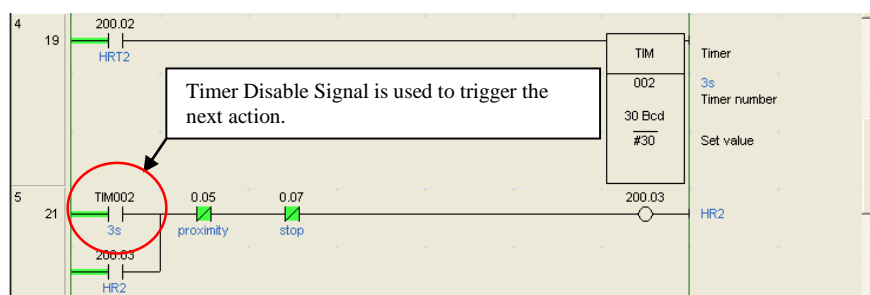 4
200.02
19
HRT2
TIM
Timer
002
3s
Timer number
30 Bcd
#30
Set value
Timer Disable Signal is used to trigger the
next action.
5
TIM002
0.05
0.07
200.03
21
HR2
3s
proximity
stop
200.03
HR2